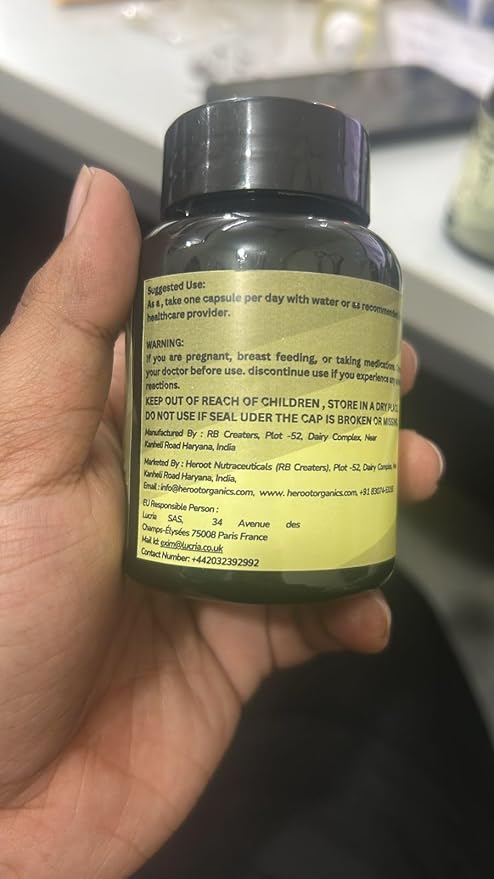 Suggested Use:
As a , take one capsule per day with water or as recommended
healthcare provider.
WARNING:
If you are pregnant, breast feeding, or taking medications,
your doctor before use. discontinue use if you experience any
reactions.
KEEP OUT OF REACH OF CHILDREN , STORE IN A DRY PLACE
DO NOT USE IF SEAL UDER THE CAP IS BROKEN OR MISSING
Manufactured By : RB Creaters, Plot -52, Dairy Complex, Near
Kanheli Road Haryana, India
Marketed By : Heroot Nutraceuticals (RB Creaters), Plot -52, Dairy Complex,
Kanheli Road Haryana, India,
Email : info@herootorganics.com, www. herootorganics.com, +91 83074
EU Responsible Person :
Lucria SAS, 34 Avenue des
Champs-Élysées 75008 Paris France
Mail Id: exim@lucria.co.uk
Contact Number: +442032392992